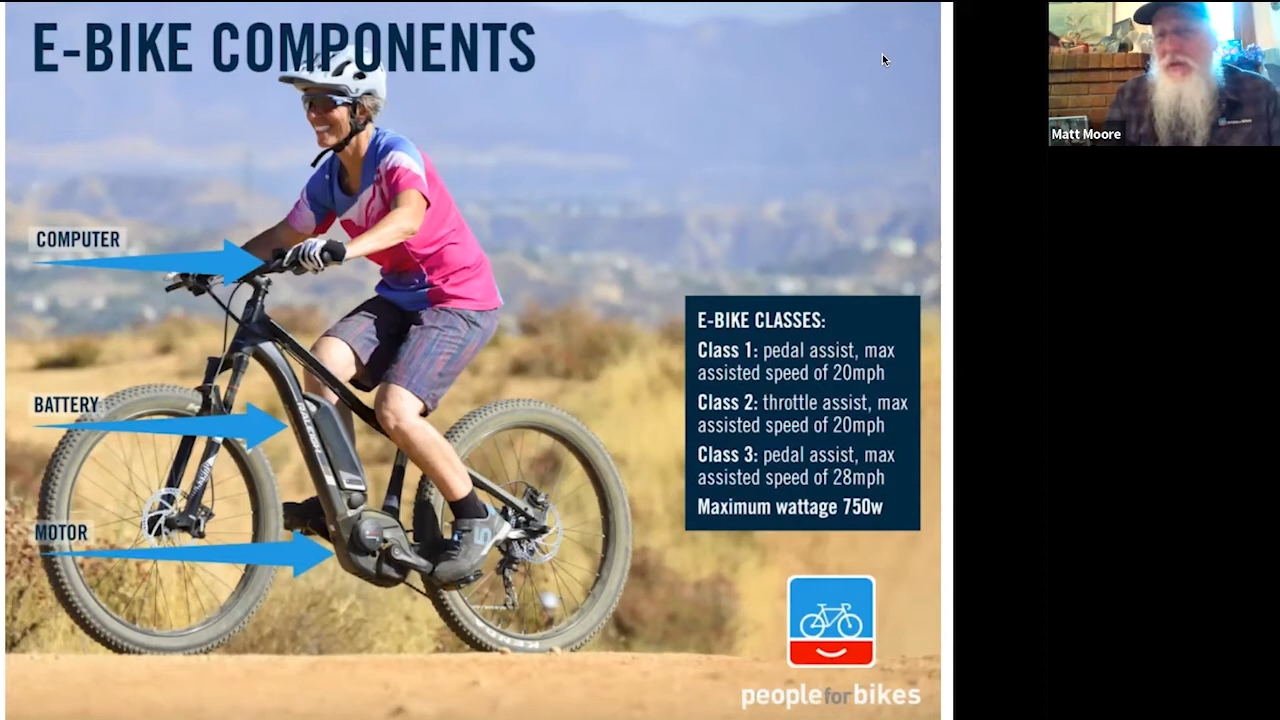 E-BIKE COMPONENTS
Matt Moore
COMPUTER
BATTERY
MOTOR
RALEIGH
E-BIKE CLASSES:
Class 1: pedal assist, max
assisted speed of 20mph
Class 2: throttle assist, max
assisted speed of 20mph
Class 3: pedal assist, max
assisted speed of 28mph
Maximum wattage 750w
KENDA
peopleforbikes